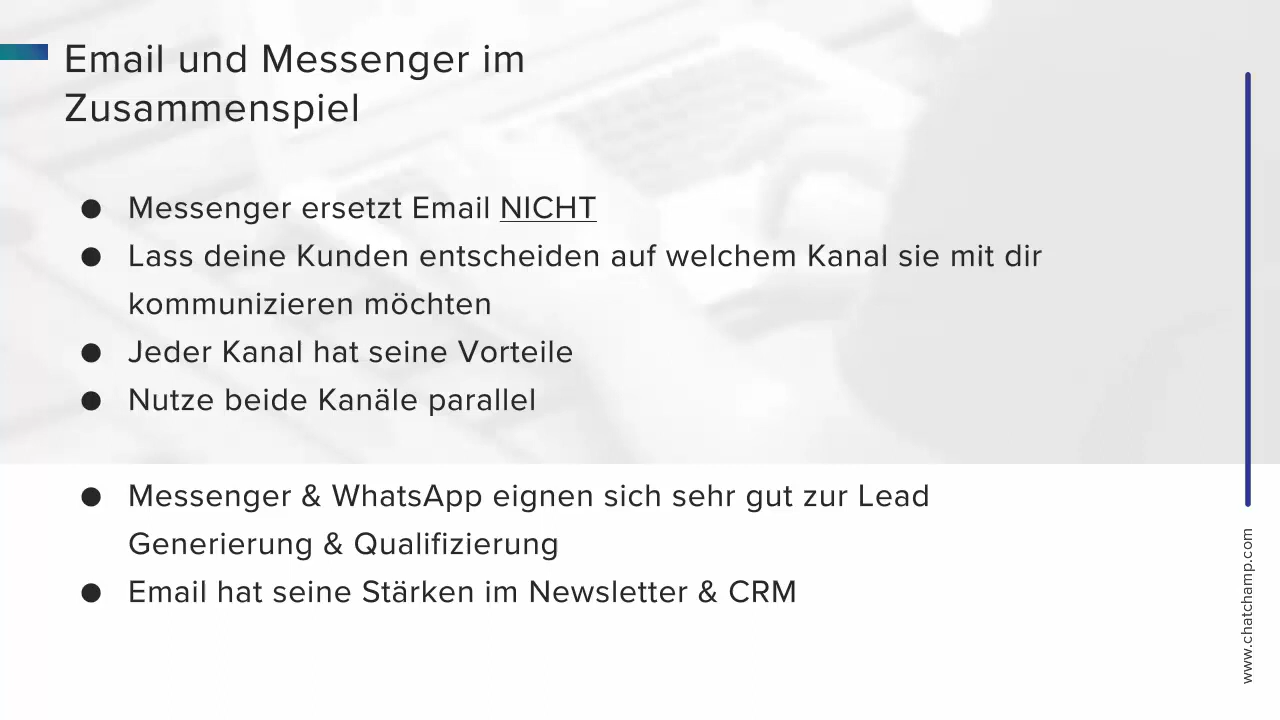 Email und Messenger im
Zusammenspiel
● Messenger ersetzt Email NICHT
● Lass deine Kunden entscheiden auf welchem Kanal sie mit dir
kommunizieren möchten
● Jeder Kanal hat seine Vorteile
● Nutze beide Kanäle parallel
● Messenger & WhatsApp eignen sich sehr gut zur Lead
Generierung & Qualifizierung
● Email hat seine Stärken im Newsletter & CRM
www.chatchamp.com